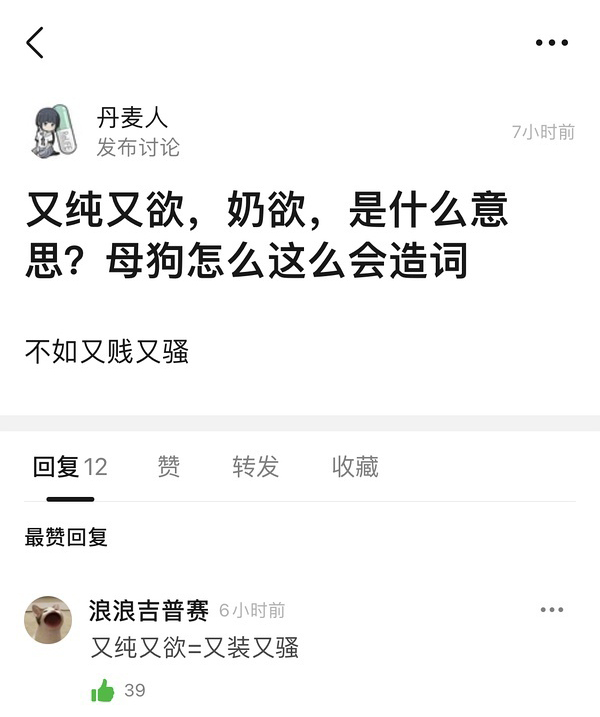 丹麦人
发布讨论
7小时前
又纯又欲，奶欲，是什么意
思？母狗怎么这么会造词
不如又贱又骚
回复 12 赞 转发 收藏
最赞回复
浪浪吉普赛 6小时前
又纯又欲=又装又骚
39